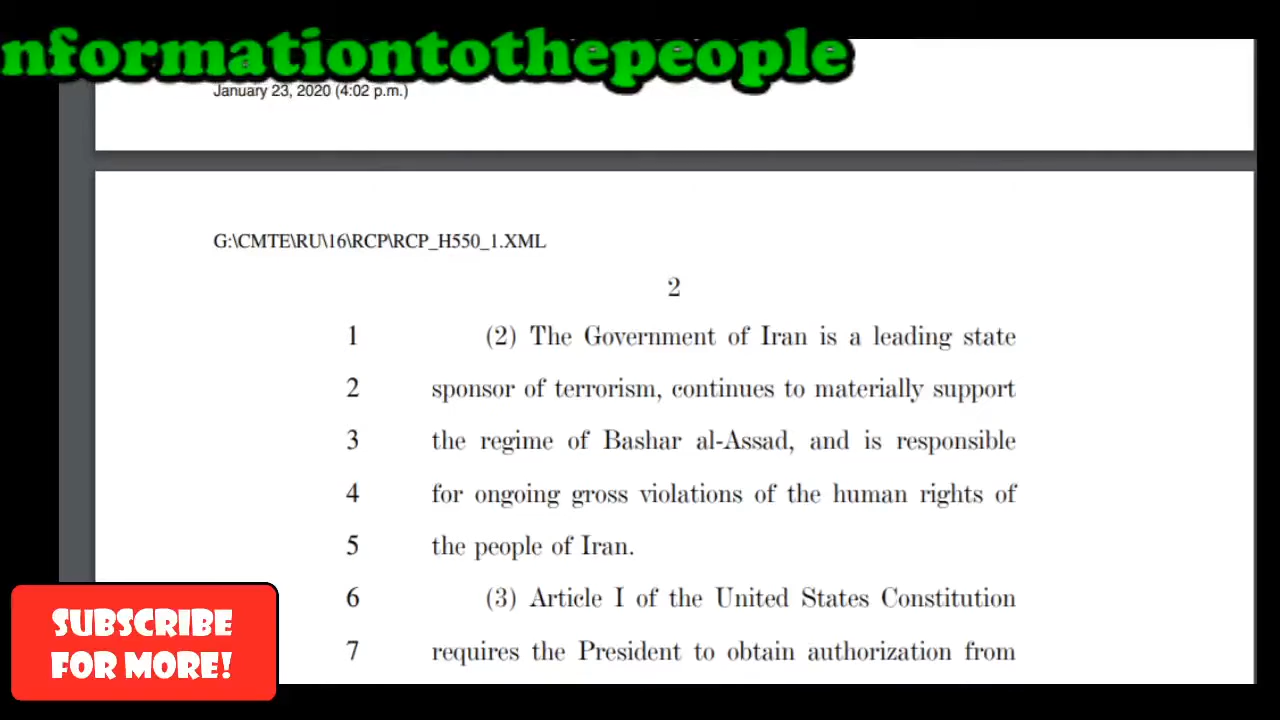 nformationtothepeople
January 23, 2020 (4:02 p.m.)
G:\CMTE\RU\16\RCP\RCP_H550_1.XML
2
1 (2) The Government of Iran is a leading state
2 sponsor of terrorism, continues to materially support
3 the regime of Bashar al-Assad, and is responsible
4 for ongoing gross violations of the human rights of
5 the people of Iran.
6 (3) Article I of the United States Constitution
7 requires the President to obtain authorization from
SUBSCRIBE
FOR MORE!